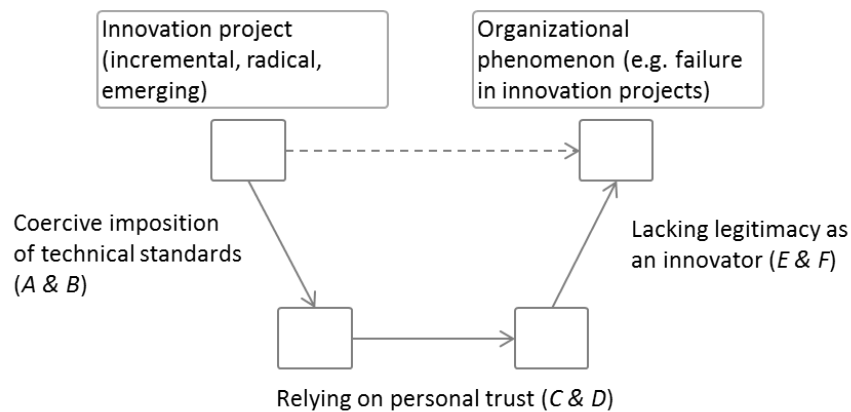 Innovation project
(incremental, radical,
emerging)
Organizational
phenomenon (e.g. failure
in innovation projects)
Coercive imposition
of technical standards
(A & B)
Lacking legitimacy as
an innovator (E & F)
Relying on personal trust (C & D)